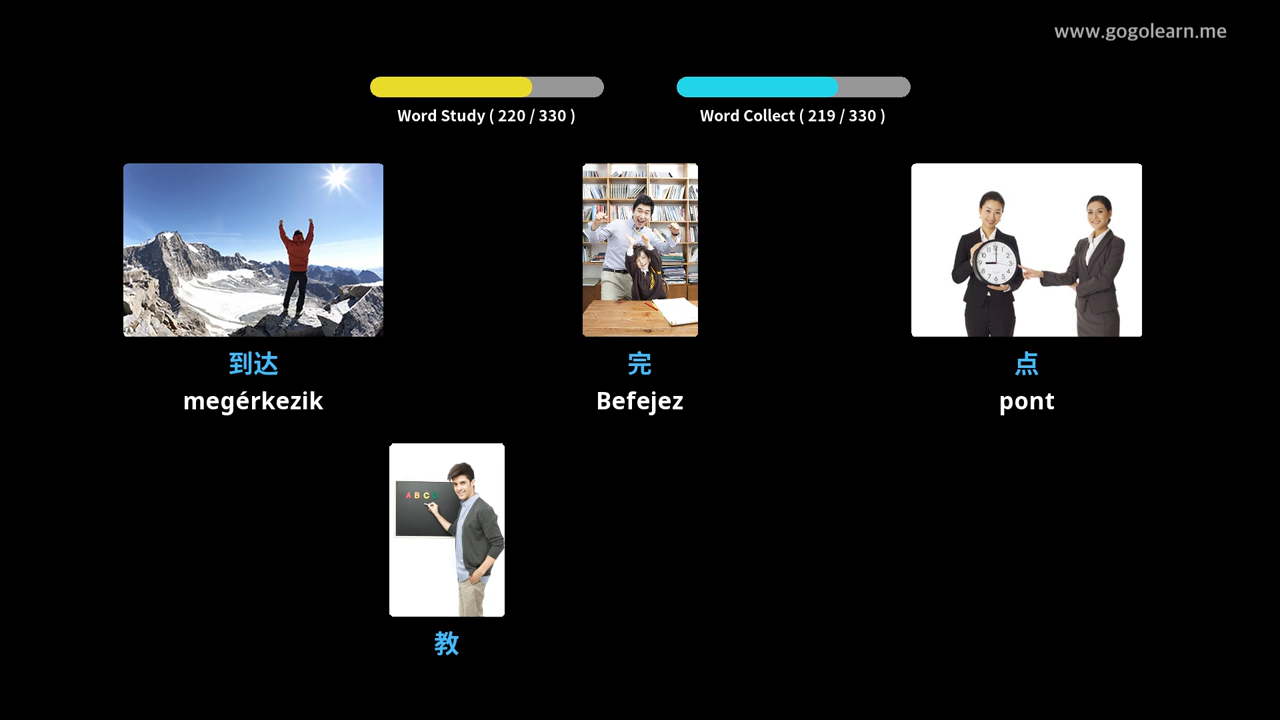 www.gogolearn.me
Word Study ( 220 / 330 )
Word Collect ( 219 / 330 )
到达
megérkezik
完
Befejez
点
pont
A B C D
教